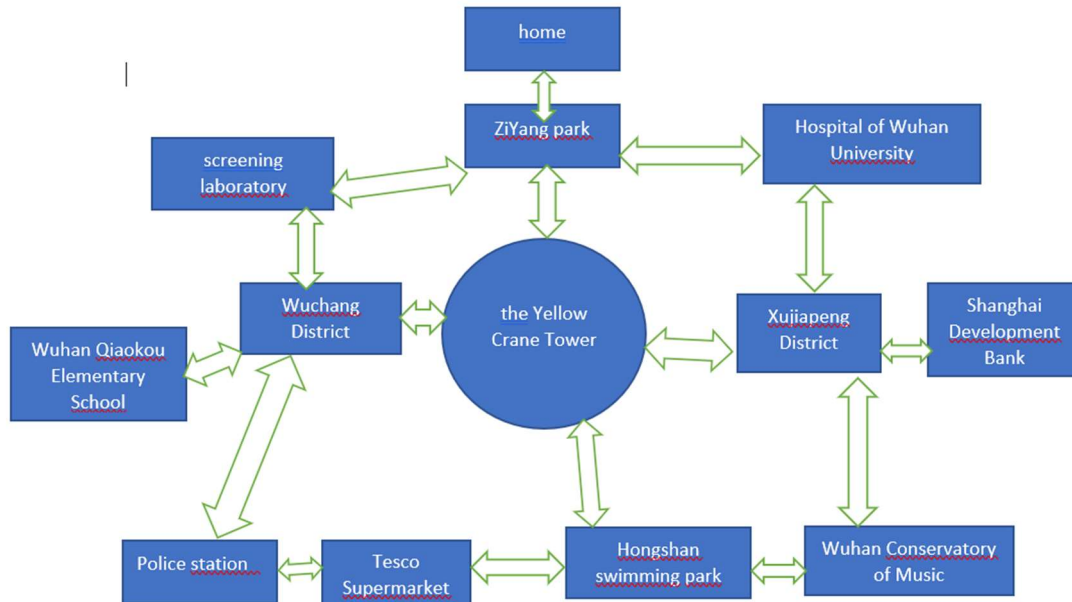 home
ZiYang park
Hospital of Wuhan
University
screening
laboratory
Wuchang
District
the Yellow
Crane Tower
Xujiapeng
District
Shanghai
Development
Bank
Wuhan Qiaokou
Elementary
School
Police station
Tesco
Supermarket
Hongshan
swimming park
Wuhan Conservatory
of Music